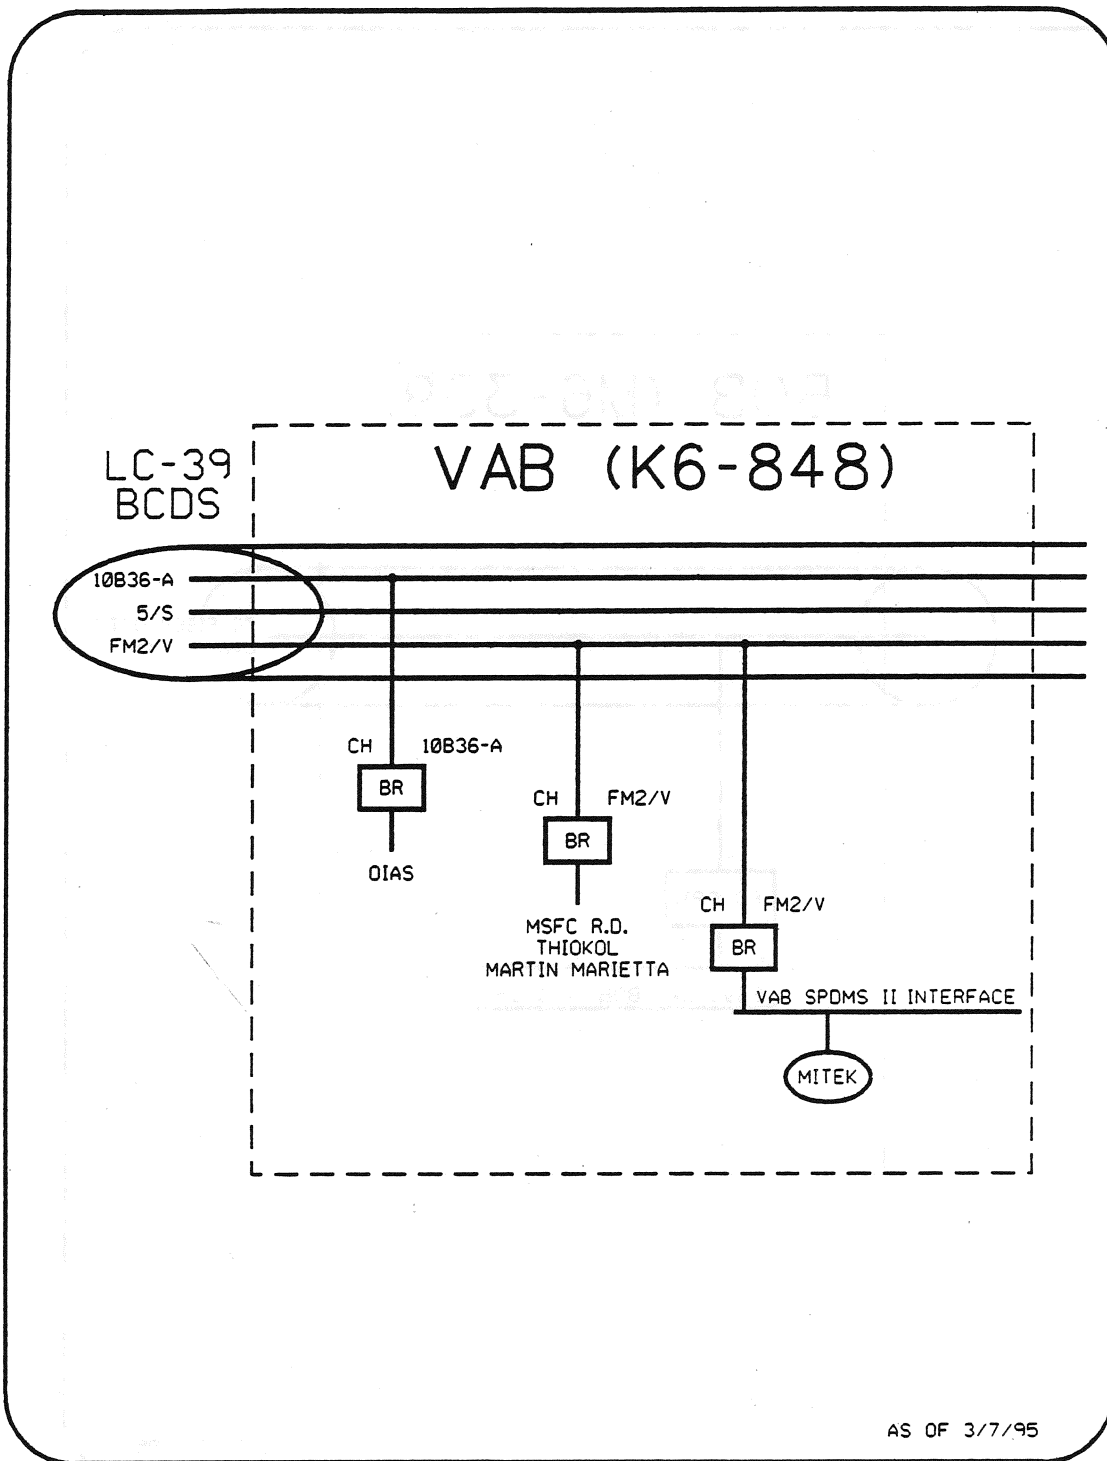 LC-39
BCDS
VAB (K6-848)
10B36-A
5/S
FM2/V
CH 10B36-A
BR
OIAS
CH FM2/V
BR
MSFC R.D.
THIOKOL
MARTIN MARIETTA
CH FM2/V
BR
VAB SPDMS II INTERFACE
MITEK
AS OF 3/7/95